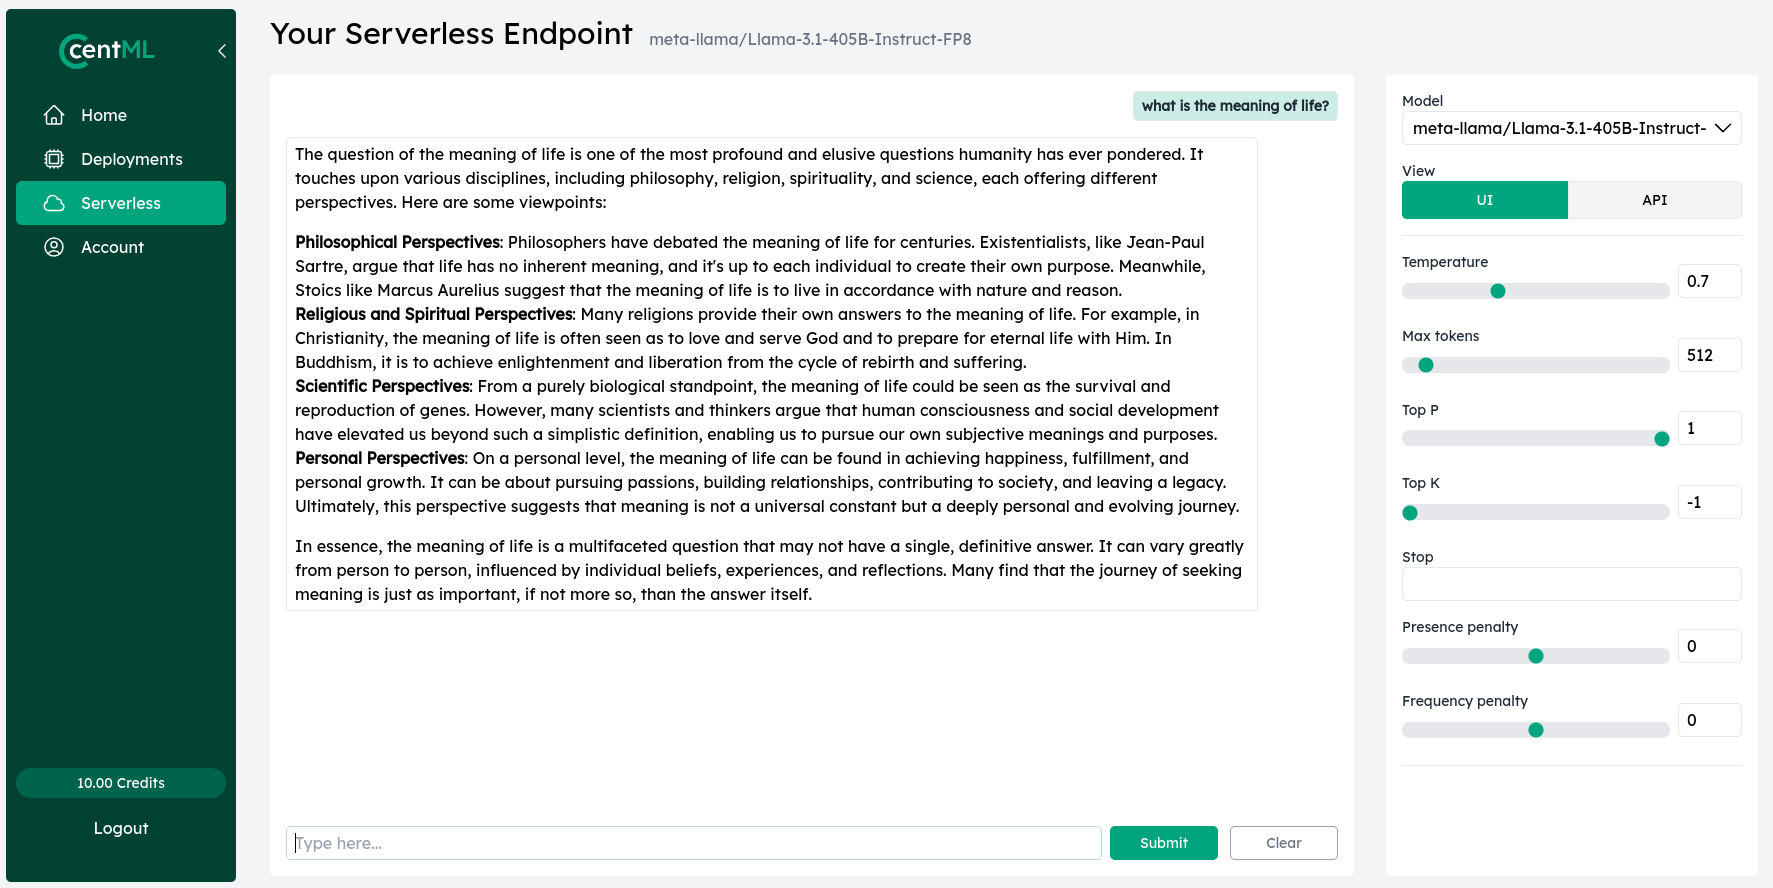 centML
Home
Deployments
Serverless
Account
10.00 Credits
Logout
Your Serverless Endpoint meta-llama/Llama-3.1-405B-Instruct-FP8
what is the meaning of life?
The question of the meaning of life is one of the most profound and elusive questions humanity has ever pondered. It
touches upon various disciplines, including philosophy, religion, spirituality, and science, each offering different
perspectives. Here are some viewpoints:
Philosophical Perspectives: Philosophers have debated the meaning of life for centuries. Existentialists, like Jean-Paul
Sartre, argue that life has no inherent meaning, and it's up to each individual to create their own purpose. Meanwhile,
Stoics like Marcus Aurelius suggest that the meaning of life is to live in accordance with nature and reason.
Religious and Spiritual Perspectives: Many religions provide their own answers to the meaning of life. For example, in
Christianity, the meaning of life is often seen as to love and serve God and to prepare for eternal life with Him. In
Buddhism, it is to achieve enlightenment and liberation from the cycle of rebirth and suffering.
Scientific Perspectives: From a purely biological standpoint, the meaning of life could be seen as the survival and
reproduction of genes. However, many scientists and thinkers argue that human consciousness and social development
have elevated us beyond such a simplistic definition, enabling us to pursue our own subjective meanings and purposes.
Personal Perspectives: On a personal level, the meaning of life can be found in achieving happiness, fulfillment, and
personal growth. It can be about pursuing passions, building relationships, contributing to society, and leaving a legacy.
Ultimately, this perspective suggests that meaning is not a universal constant but a deeply personal and evolving journey.
In essence, the meaning of life is a multifaceted question that may not have a single, definitive answer. It can vary greatly
from person to person, influenced by individual beliefs, experiences, and reflections. Many find that the journey of seeking
meaning is just as important, if not more so, than the answer itself.
Type here...
Submit
Clear
Model
meta-llama/Llama-3.1-405B-Instruct-
View
UI
API
Temperature
0.7
Max tokens
512
Top P
1
Top K
-1
Stop
Presence penalty
0
Frequency penalty
0